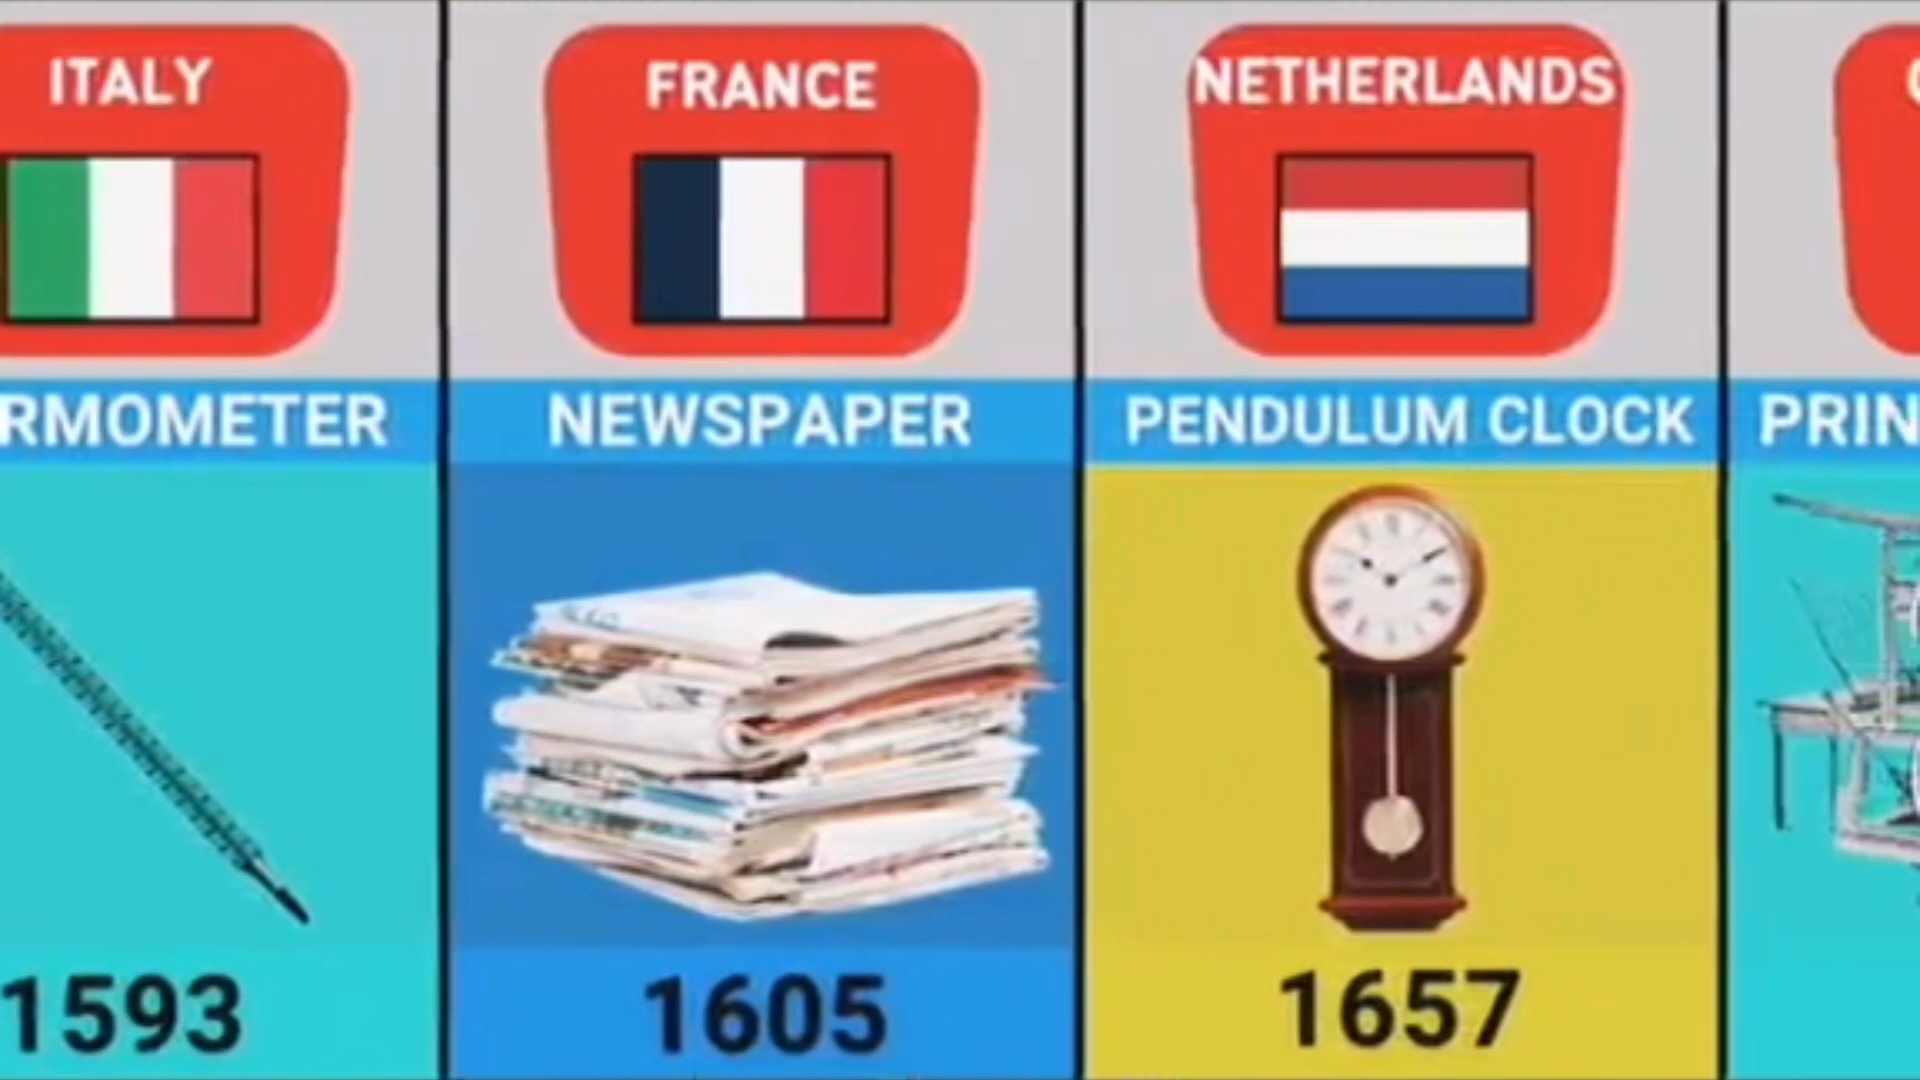 ITALY
RMOMETER
1593
FRANCE
NEWSPAPER
1605
NETHERLANDS
PENDULUM CLOCK
1657
PRIN